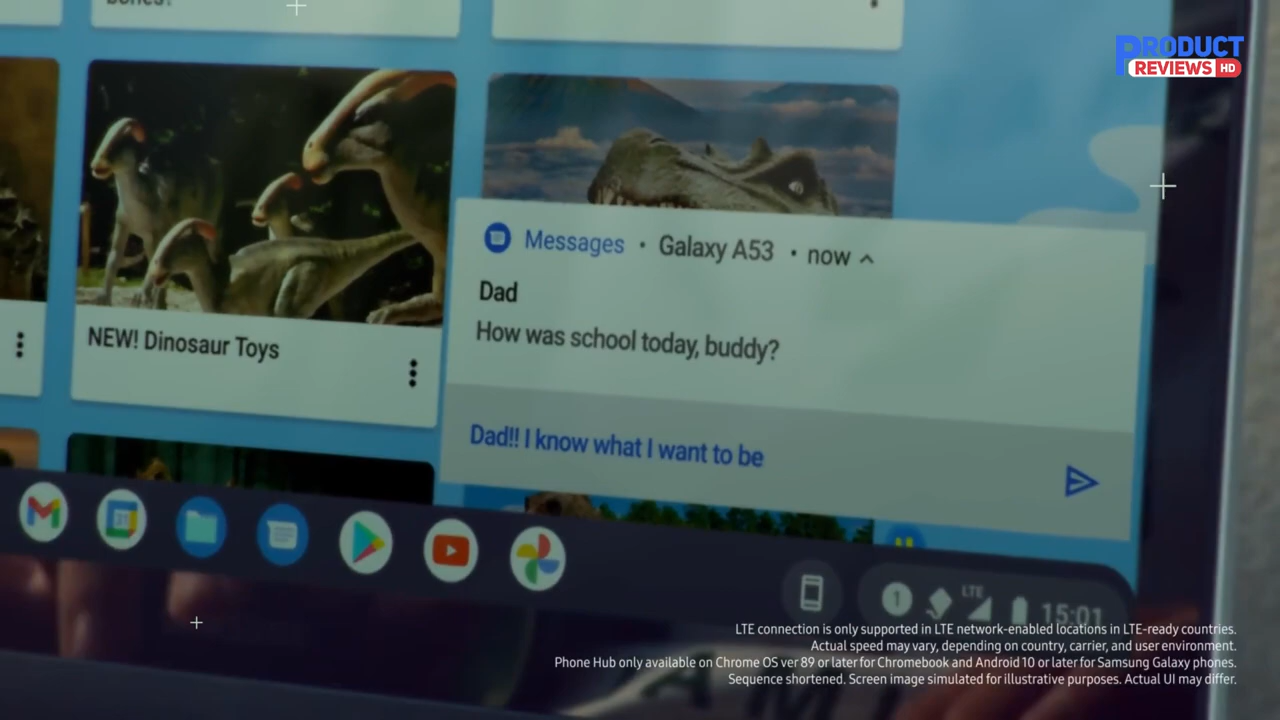 bones?
PRODUCT
REVIEWS HD
Messages • Galaxy A53 • now
Dad
How was school today, buddy?
NEW! Dinosaur Toys
Dad!! I know what I want to be
31
1
LTE
15:01
LTE connection is only supported in LTE network-enabled locations in LTE-ready countries.
Actual speed may vary, depending on country, carrier, and user environment.
Phone Hub only available on Chrome OS ver 89 or later for Chromebook and Android 10 or later for Samsung Galaxy phones.
Sequence shortened. Screen image simulated for illustrative purposes. Actual UI may differ.